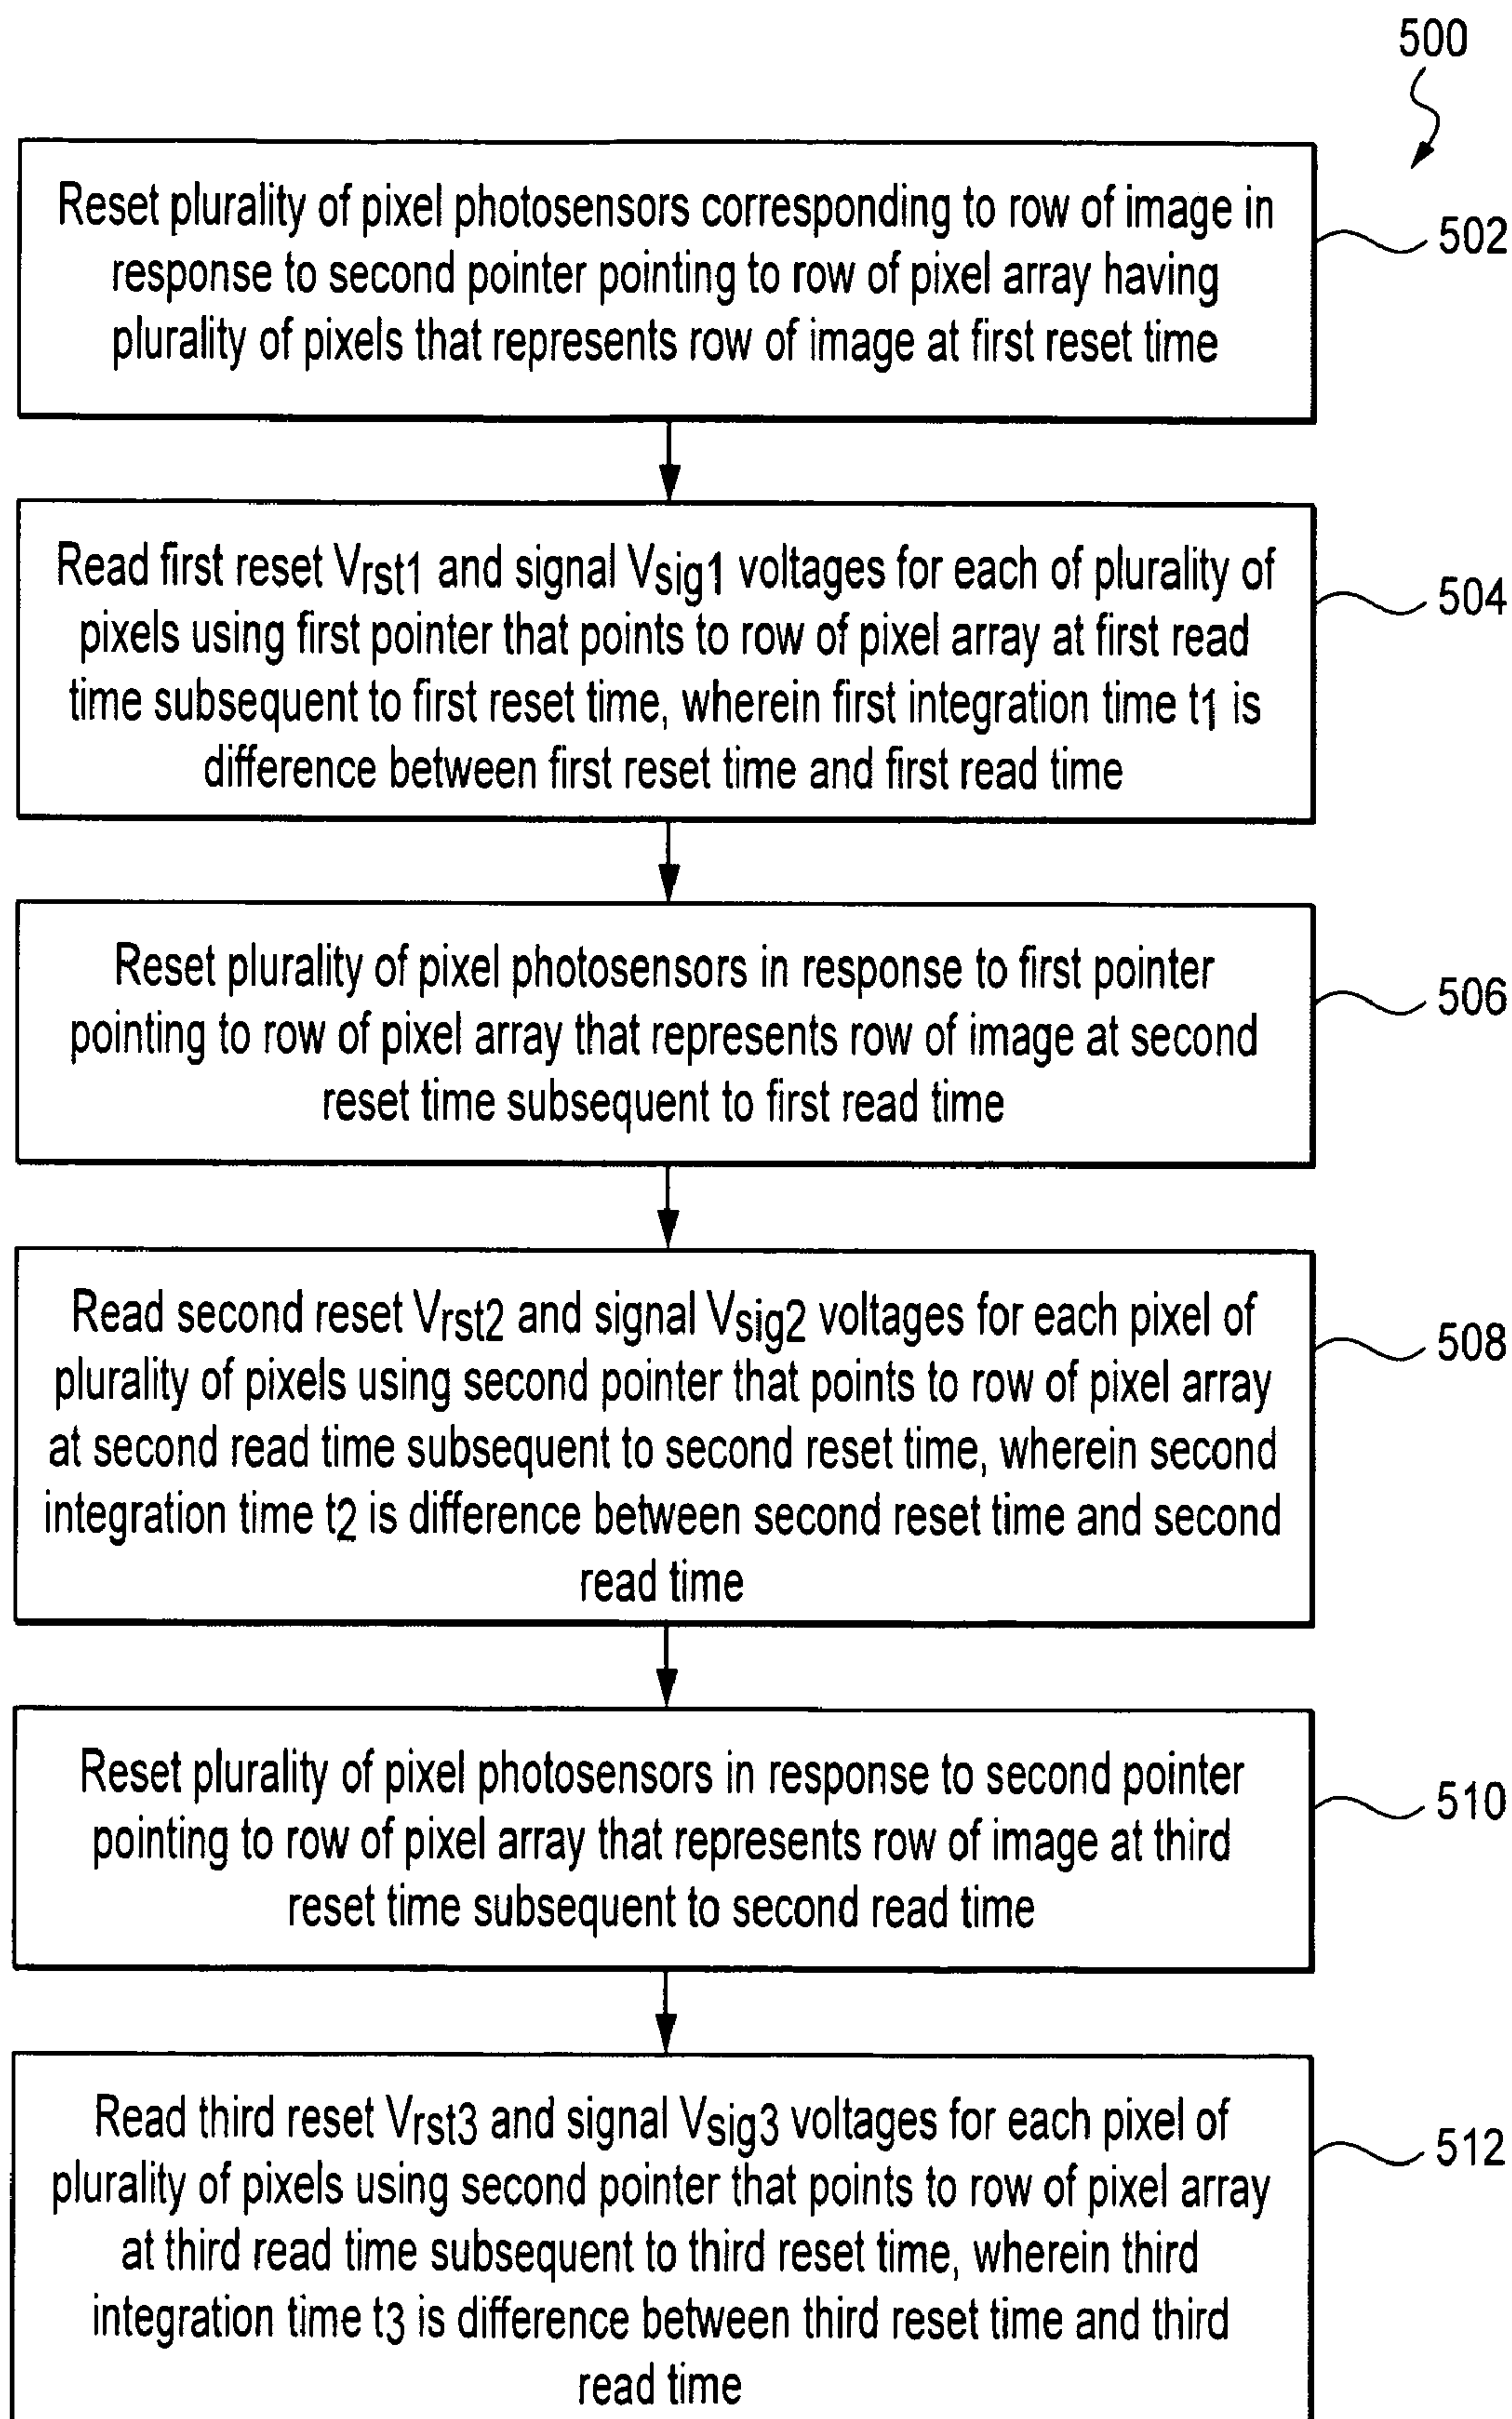 500
Reset plurality of pixel photosensors corresponding to row of image in
response to second pointer pointing to row of pixel array having
plurality of pixels that represents row of image at first reset time
502
Read first reset Vrst1 and signal Vsig1 voltages for each of plurality of
pixels using first pointer that points to row of pixel array at first read
time subsequent to first reset time, wherein first integration time t1 is
difference between first reset time and first read time
504
Reset plurality of pixel photosensors in response to first pointer
pointing to row of pixel array that represents row of image at second
reset time subsequent to first read time
506
Read second reset Vrst2 and signal Vsig2 voltages for each pixel of
plurality of pixels using second pointer that points to row of pixel array
at second read time subsequent to second reset time, wherein second
integration time t2 is difference between second reset time and second
read time
508
Reset plurality of pixel photosensors in response to second pointer
pointing to row of pixel array that represents row of image at third
reset time subsequent to second read time
510
Read third reset Vrst3 and signal Vsig3 voltages for each pixel of
plurality of pixels using second pointer that points to row of pixel array
at third read time subsequent to third reset time, wherein third
integration time t3 is difference between third reset time and third
read time
512